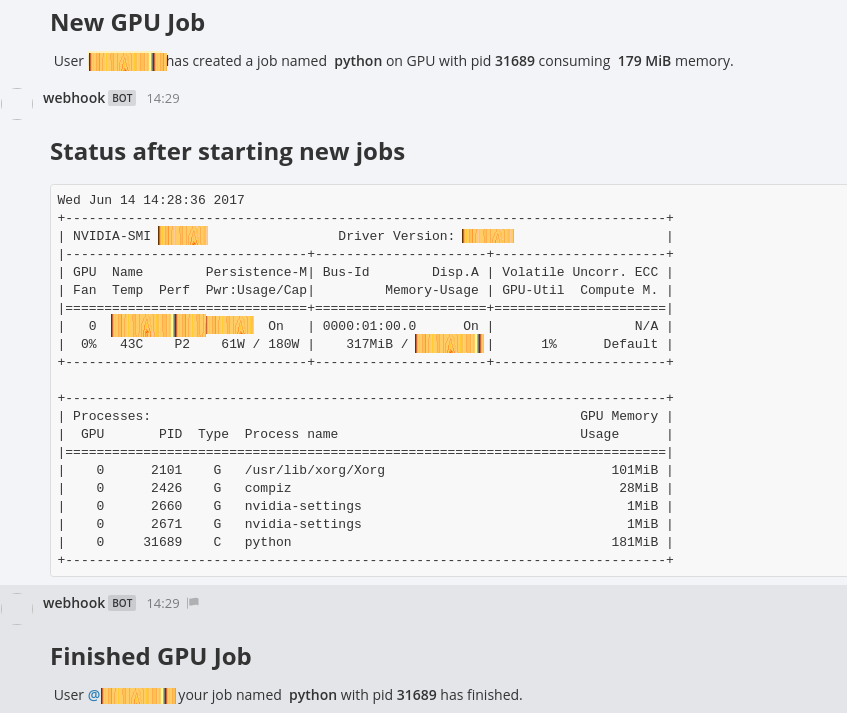 New GPU Job
User has created a job named python on GPU with pid 31689 consuming 179 MiB memory.
webhook BOT 14:29
Status after starting new jobs
Wed Jun 14 14:28:36 2017
+-----------------------------------------------------------------------------+
| NVIDIA-SMI                 Driver Version:                            |
|-------------------------------+----------------------+----------------------+
| GPU  Name        Persistence-M| Bus-Id        Disp.A | Volatile Uncorr. ECC |
| Fan  Temp  Perf  Pwr:Usage/Cap|         Memory-Usage | GPU-Util  Compute M. |
|===============================+======================+======================|
|   0                      On   | 0000:01:00.0      On |                  N/A |
|  0%   43C    P2    61W / 180W |    317MiB /          |      1%      Default |
+-------------------------------+----------------------+----------------------+
+-----------------------------------------------------------------------------+
| Processes:                                                       GPU Memory |
|  GPU       PID  Type  Process name                               Usage      |
|=============================================================================|
|    0      2101    G   /usr/lib/xorg/Xorg                             101MiB |
|    0      2426    G   compiz                                          28MiB |
|    0      2660    G   nvidia-settings                                  1MiB |
|    0      2671    G   nvidia-settings                                  1MiB |
|    0     31689    C   python                                         181MiB |
+-----------------------------------------------------------------------------+
webhook BOT 14:29
Finished GPU Job
User @ your job named python with pid 31689 has finished.